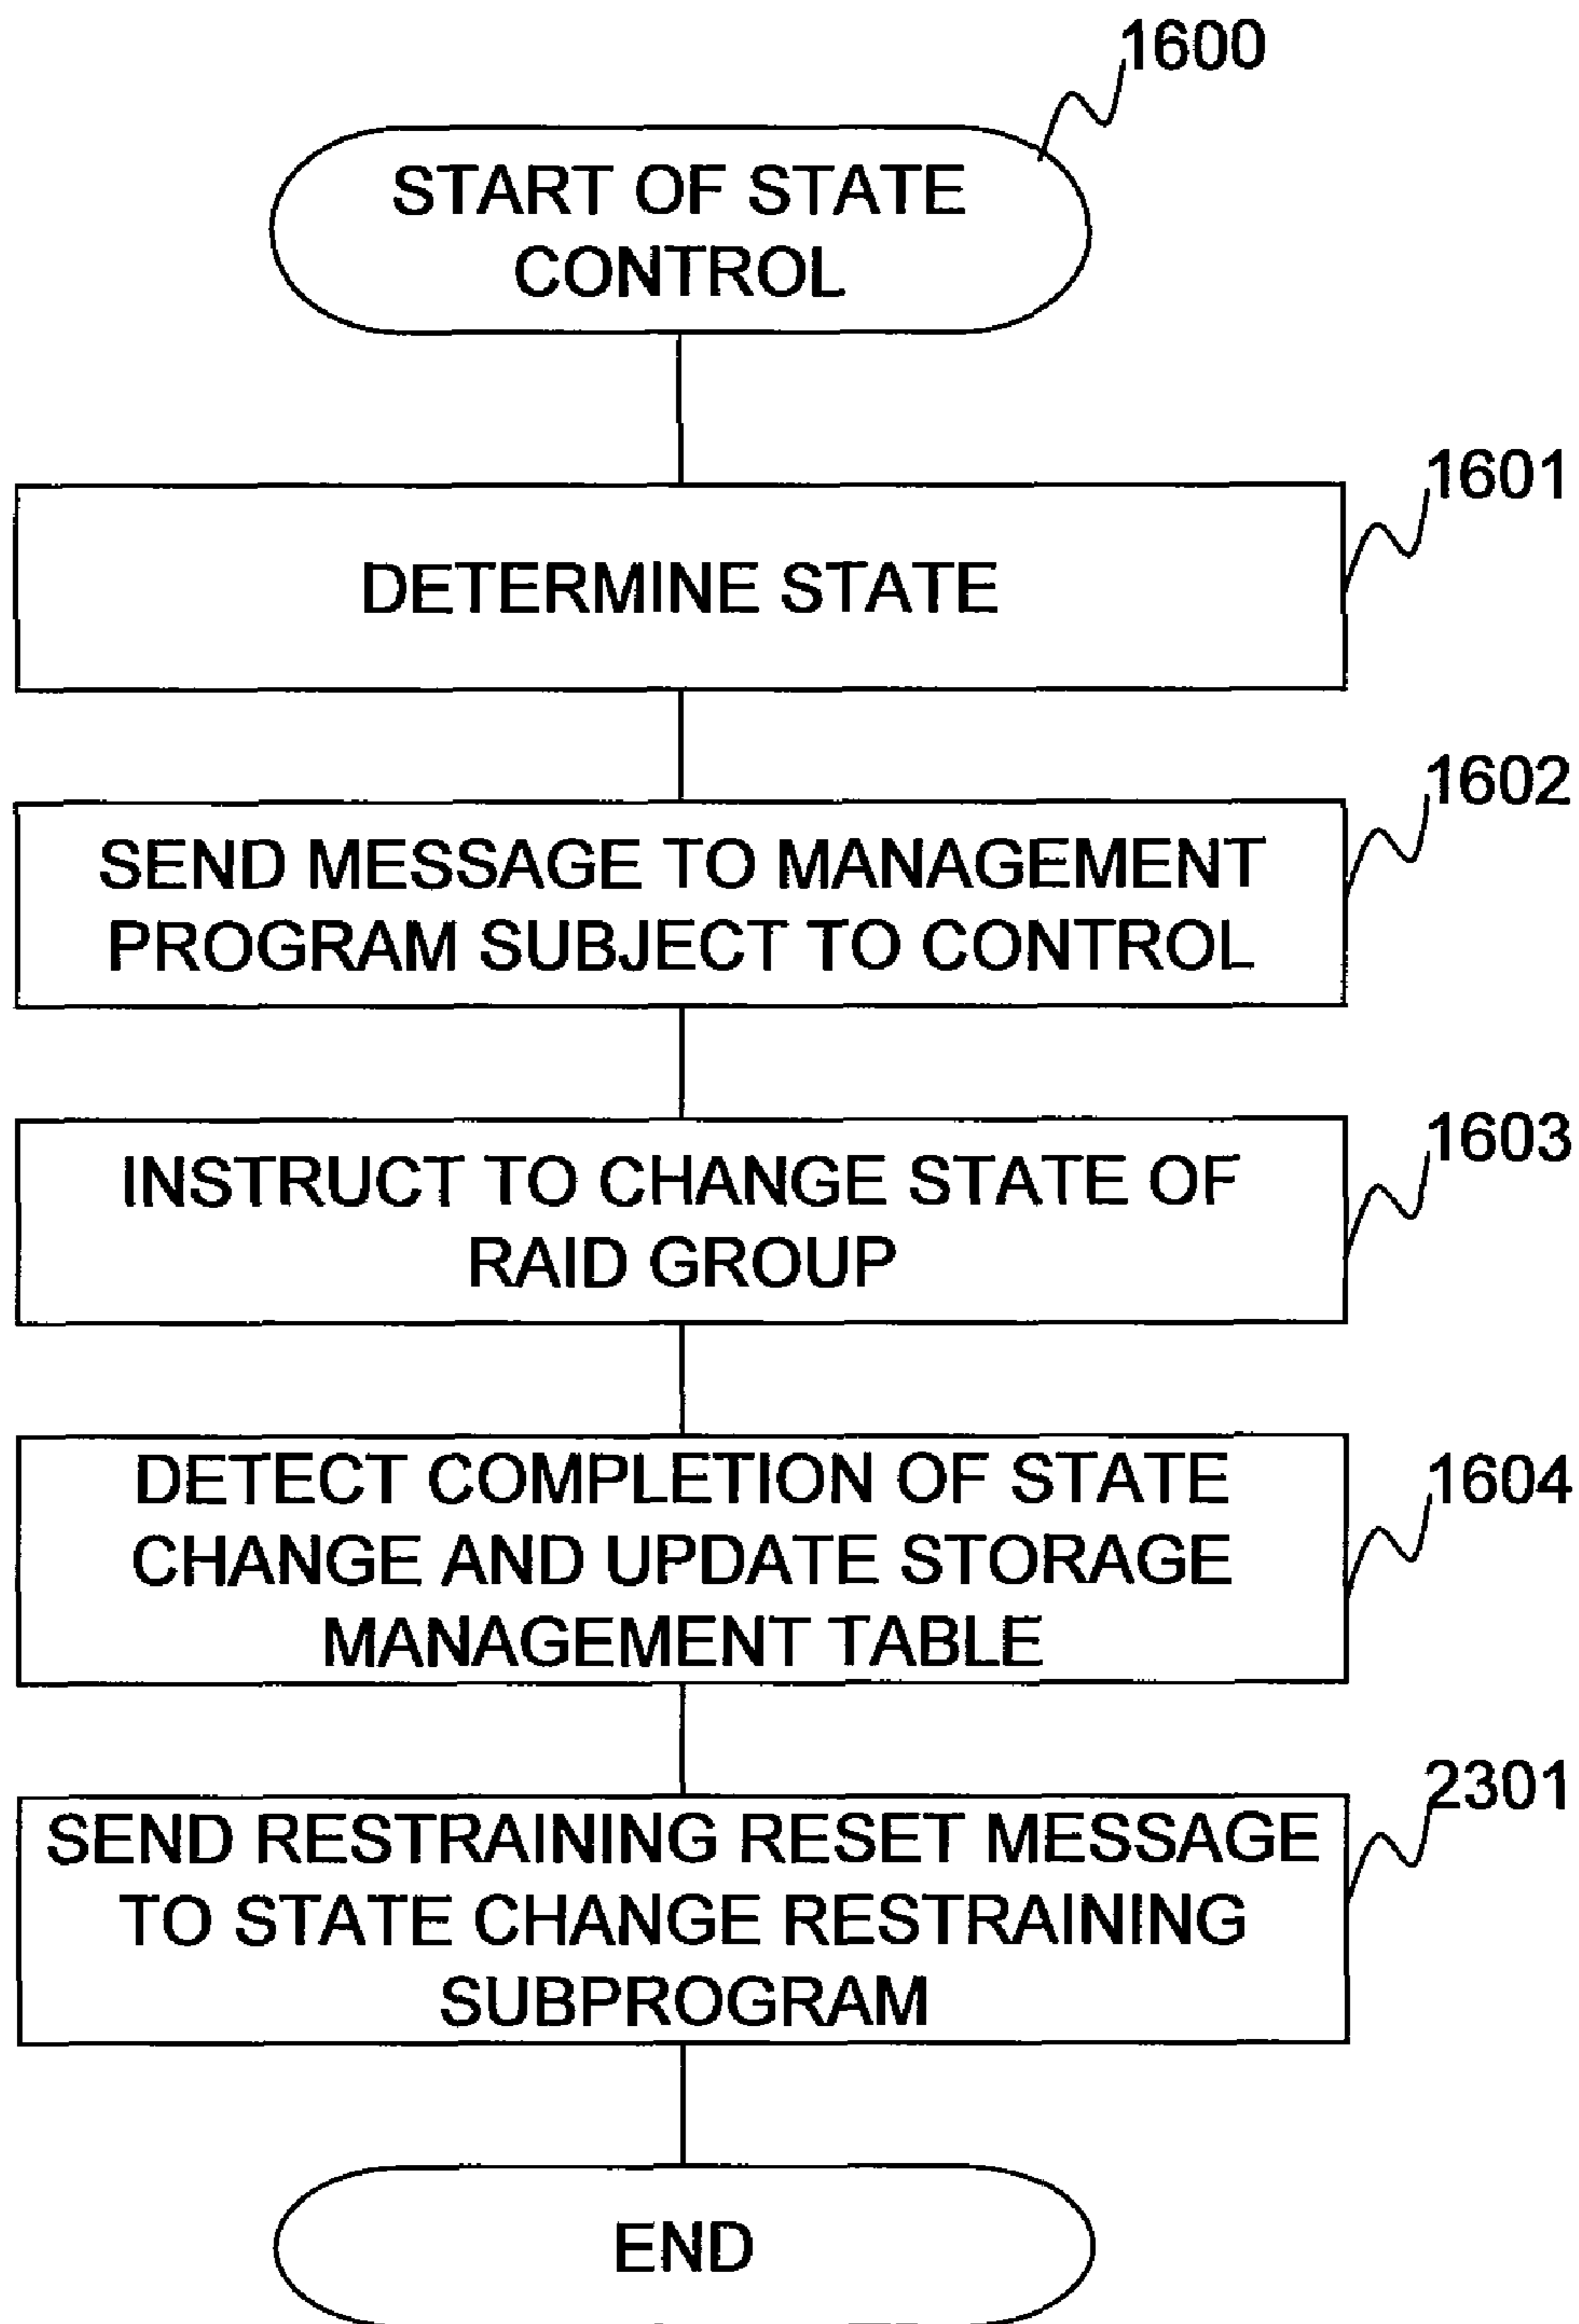 1600
START OF STATE
CONTROL
1601
DETERMINE STATE
1602
SEND MESSAGE TO MANAGEMENT
PROGRAM SUBJECT TO CONTROL
1603
INSTRUCT TO CHANGE STATE OF
RAID GROUP
1604
DETECT COMPLETION OF STATE
CHANGE AND UPDATE STORAGE
MANAGEMENT TABLE
2301
SEND RESTRAINING RESET MESSAGE
TO STATE CHANGE RESTRAINING
SUBPROGRAM
END